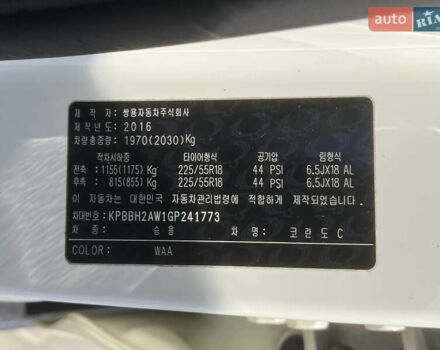 auto RIA
제 작 자 : 쌍용자동차주식회사
제작년도 : 2016
차량총중량 : 1970(2030)Kg
적차시하중 타이어형식 공기압 림형식
전축 : 1155(1175) Kg 225/55R18 44 PSI 6.5JX18 AL
후축 : 815(855) Kg 225/55R18 44 PSI 6.5JX18 AL
이 자동차는 대한민국 자동차관리법령에 적합하게 제작되
차대번호 : KPBBH2AW1GP241773
차 종 : 승 용 차 명 : 코란도 C
COLOR : WAA